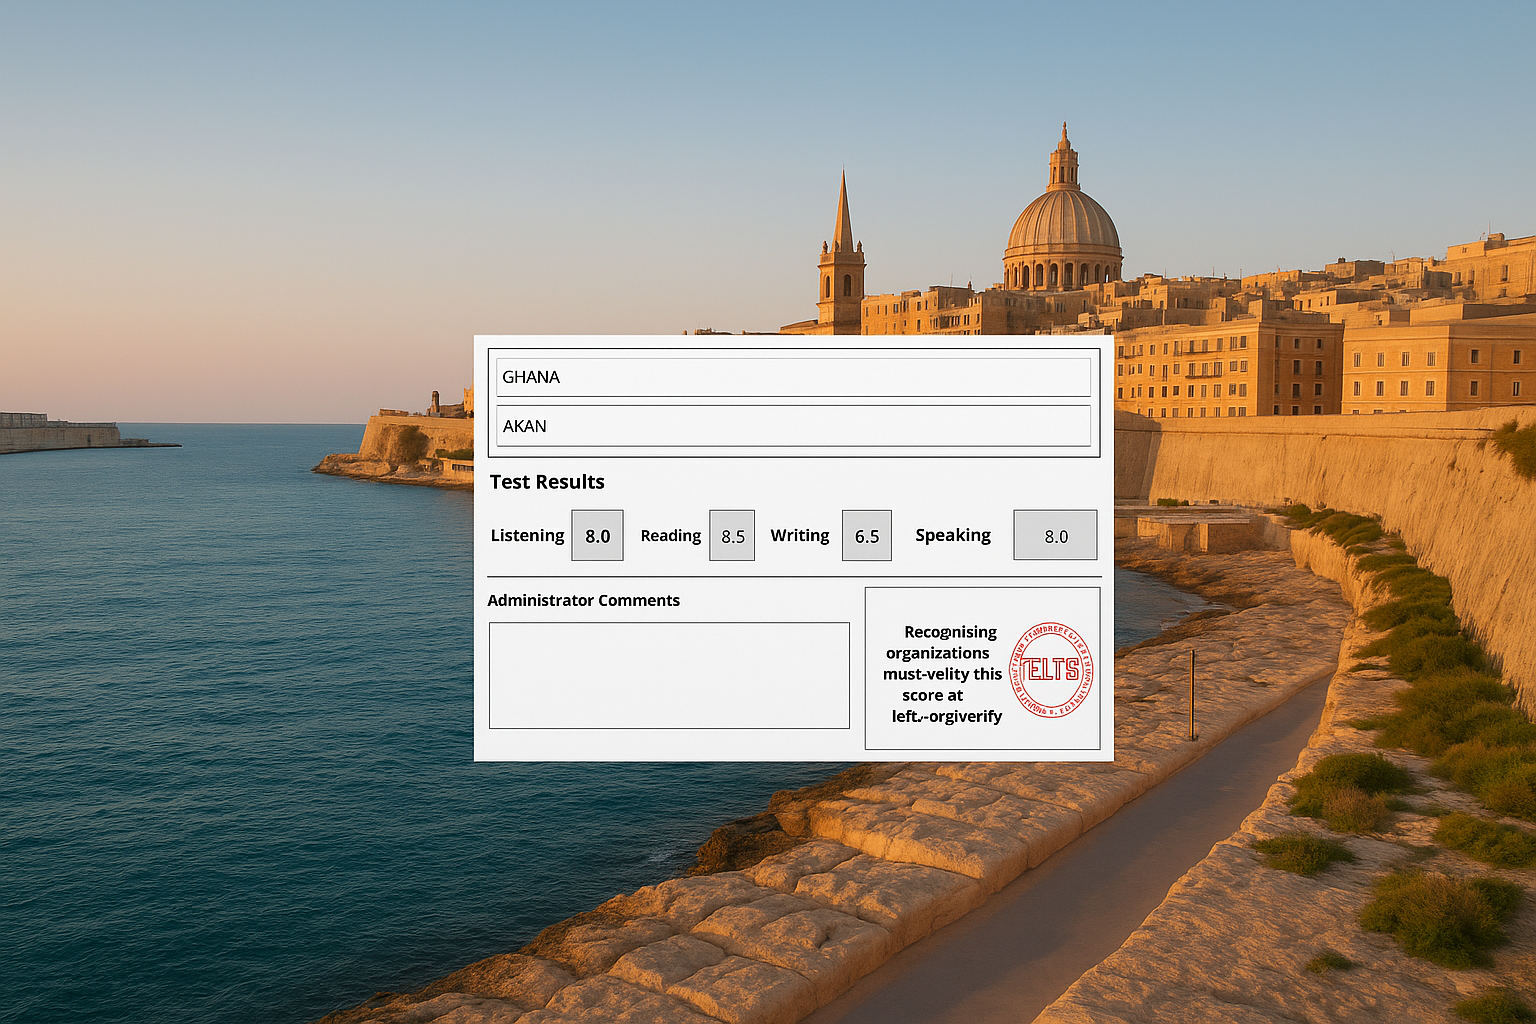 GHANA
AKAN
Test Results
Listening 8.0 Reading 8.5 Writing 6.5 Speaking 8.0
Administrator Comments
Recognising
organizations
must-velity this
score at
left.-orgiverify
TELTS